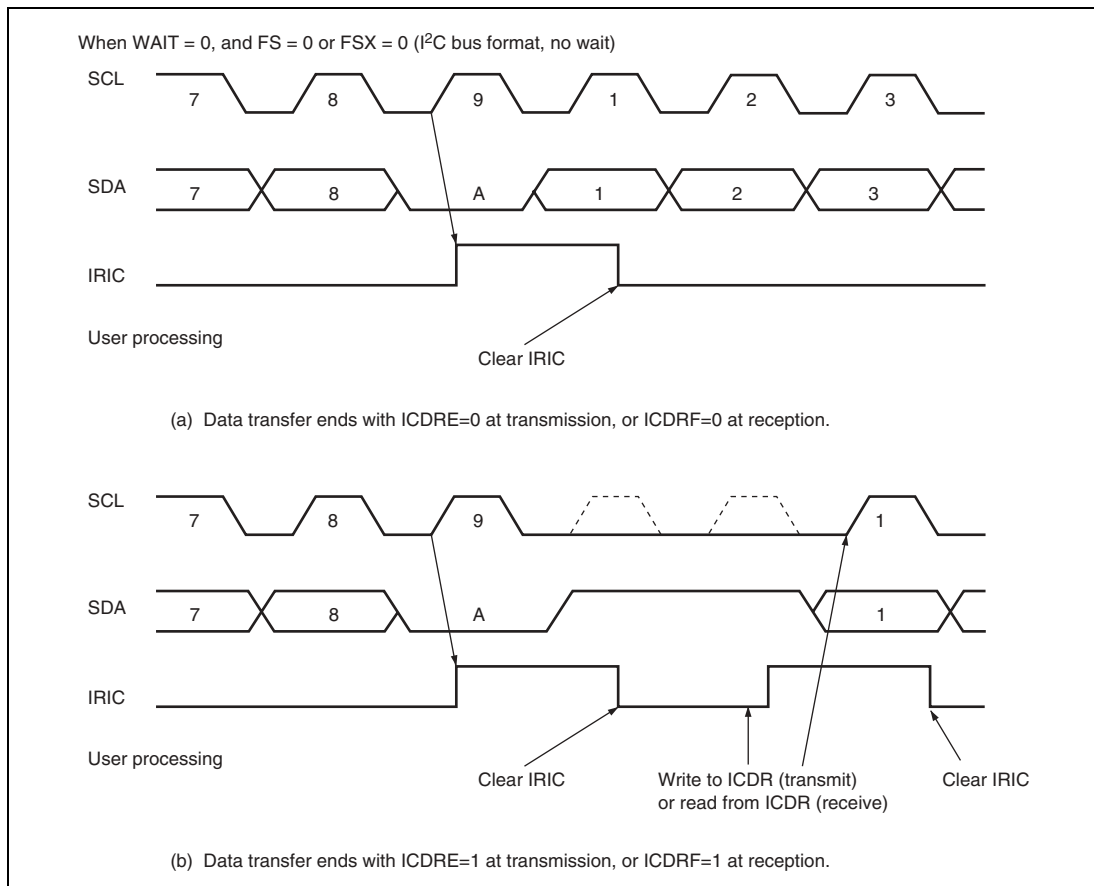 When WAIT = 0, and FS = 0 or FSX = 0 (I²C bus format, no wait)
SCL
7 8 9 1 2 3
SDA
7 8 A 1 2 3
IRIC
User processing
Clear IRIC
(a) Data transfer ends with ICDRE=0 at transmission, or ICDRF=0 at reception.
SCL
7 8 9 1
SDA
7 8 A 1
IRIC
User processing
Clear IRIC Write to ICDR (transmit) Clear IRIC
or read from ICDR (receive)
(b) Data transfer ends with ICDRE=1 at transmission, or ICDRF=1 at reception.